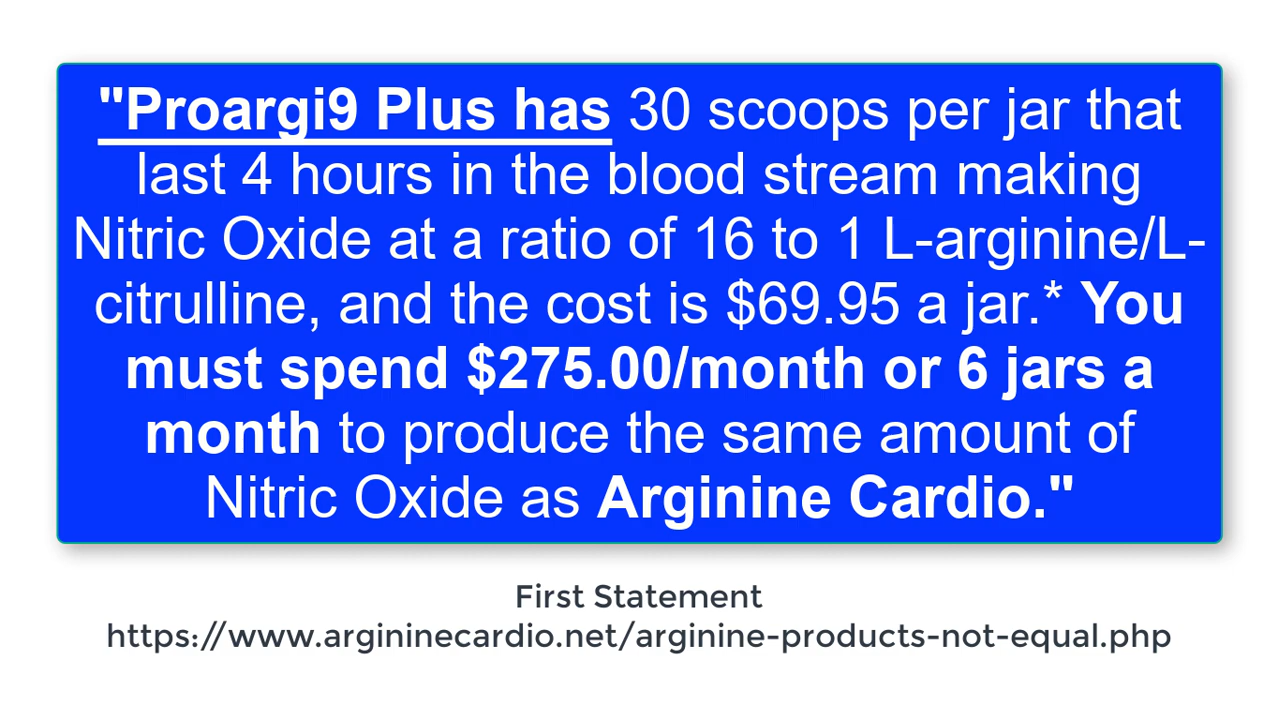 "Proargi9 Plus has 30 scoops per jar that
last 4 hours in the blood stream making
Nitric Oxide at a ratio of 16 to 1 L-arginine/L-
citrulline, and the cost is $69.95 a jar.* You
must spend $275.00/month or 6 jars a
month to produce the same amount of
Nitric Oxide as Arginine Cardio."
First Statement
https://www.argininecardio.net/arginine-products-not-equal.php